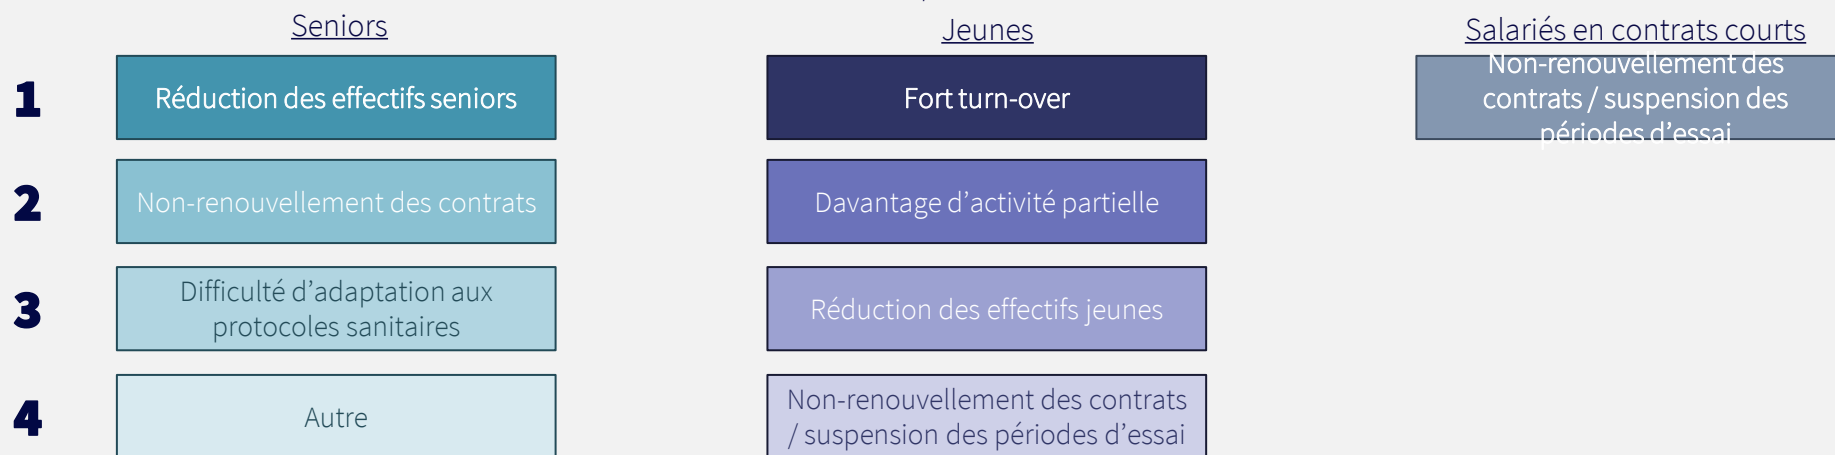 Seniors
Jeunes
Salariés en contrats courts
1
Réduction des effectifs seniors
Fort turn-over
Non-renouvellement des
contrats / suspension des
périodes d'essai
2
Non-renouvellement des contrats
Davantage d'activité partielle
3
Difficulté d'adaptation aux
protocoles sanitaires
Réduction des effectifs jeunes
4
Autre
Non-renouvellement des contrats
/ suspension des périodes d'essai